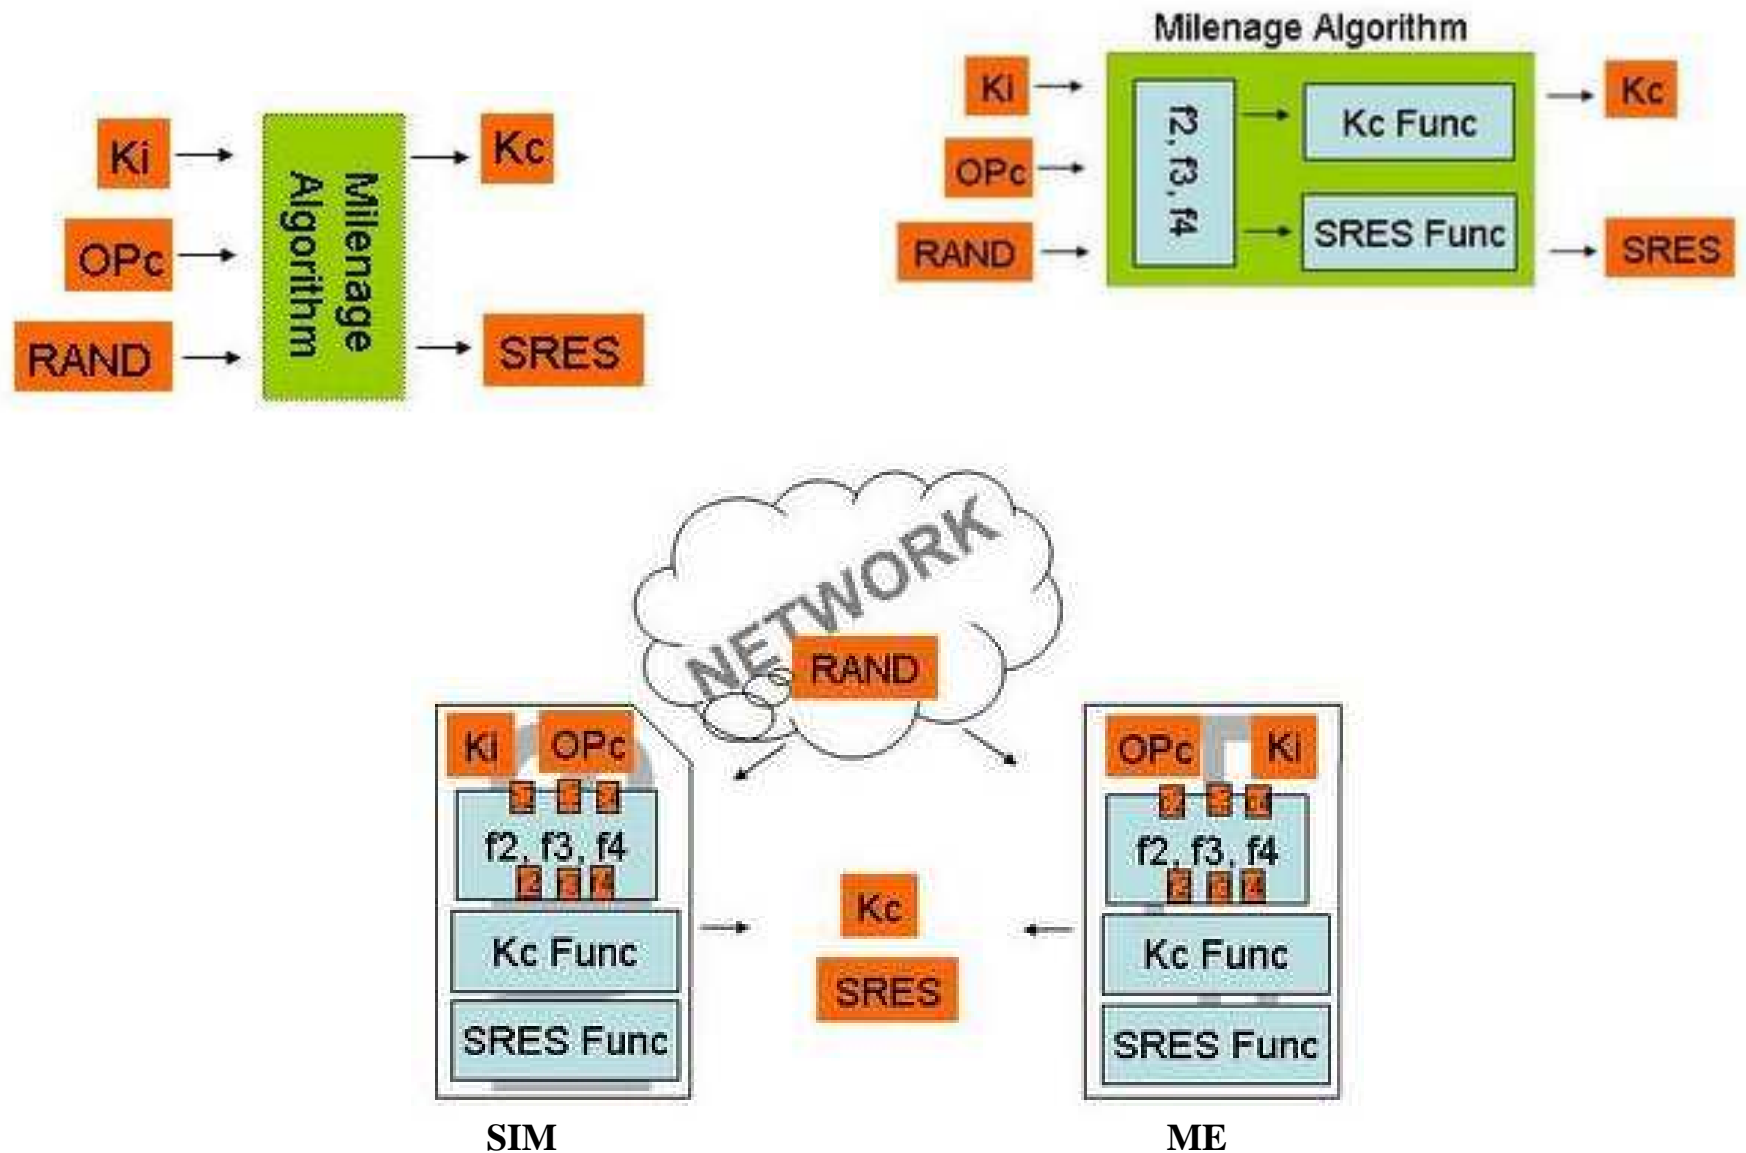 Ki
OPc
RAND
Milenage
Algorithm
Kc
SRES
Milenage Algorithm
Ki
OPc
RAND
f2, f3, f4
Kc Func
SRES Func
Kc
SRES
NETWORK
RAND
Ki
OPc
f2, f3, f4
Kc Func
SRES Func
SIM
Kc
SRES
OPc
Ki
f2, f3, f4
Kc Func
SRES Func
ME